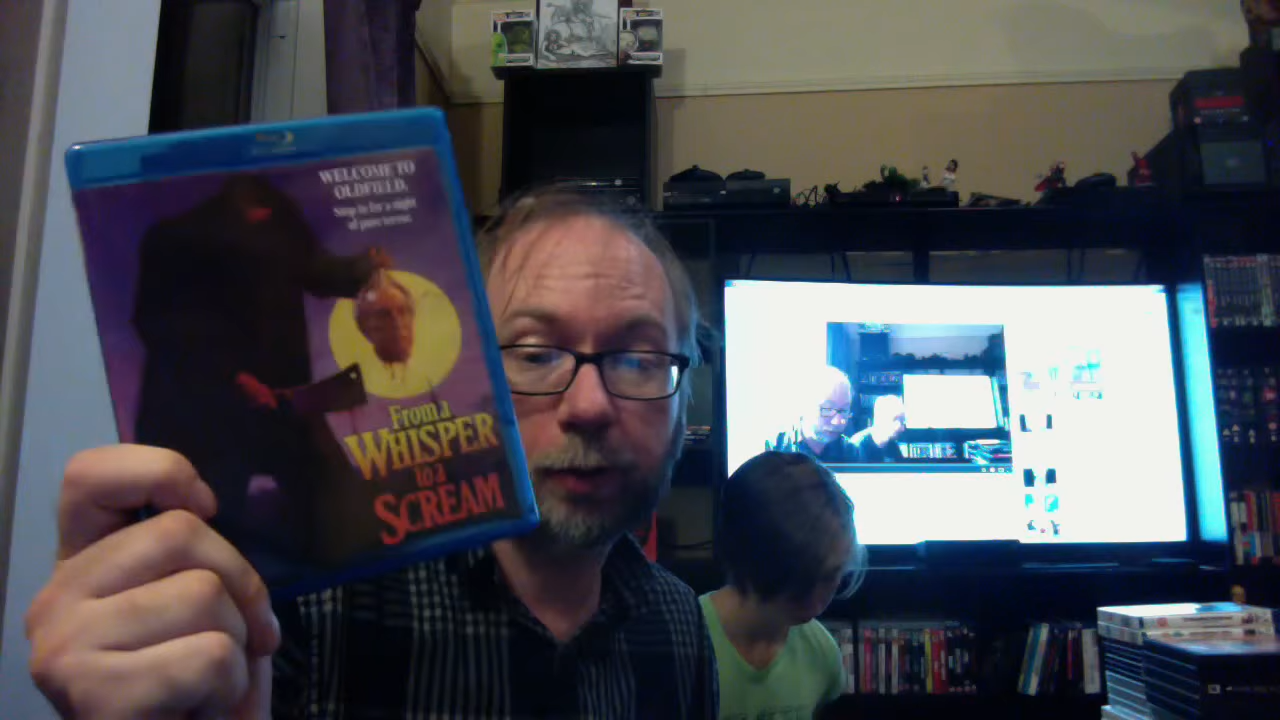 WELCOME TO
OLDFIELD.
Stop in for a night
of pure terror.
From a
WHISPER
to a
SCREAM